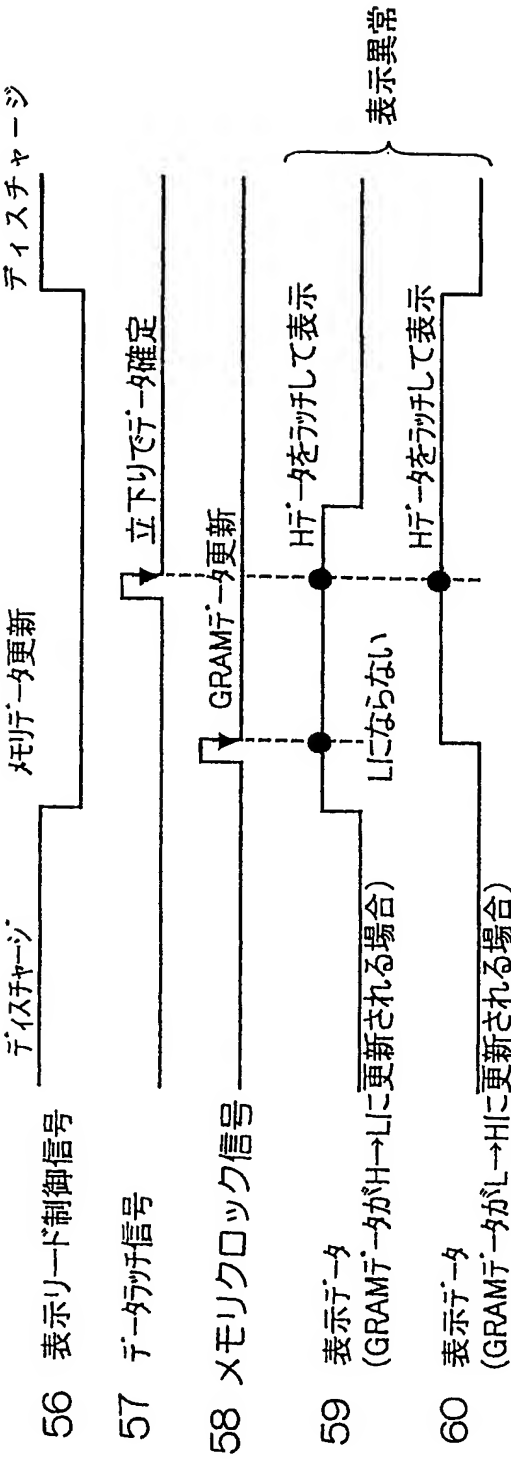 ディスチャージ
メモリデータ更新
ディスチャージ
56 表示リード制御信号
57 データラッチ信号
立下りでデータ確定
58 メモリクロック信号
GRAMデータ更新
59 表示データ
(GRAMデータがH→Lに更新される場合)
Lにならない
Hデータをラッチして表示
60 表示データ
(GRAMデータがL→Hに更新される場合)
Hデータをラッチして表示
表示異常